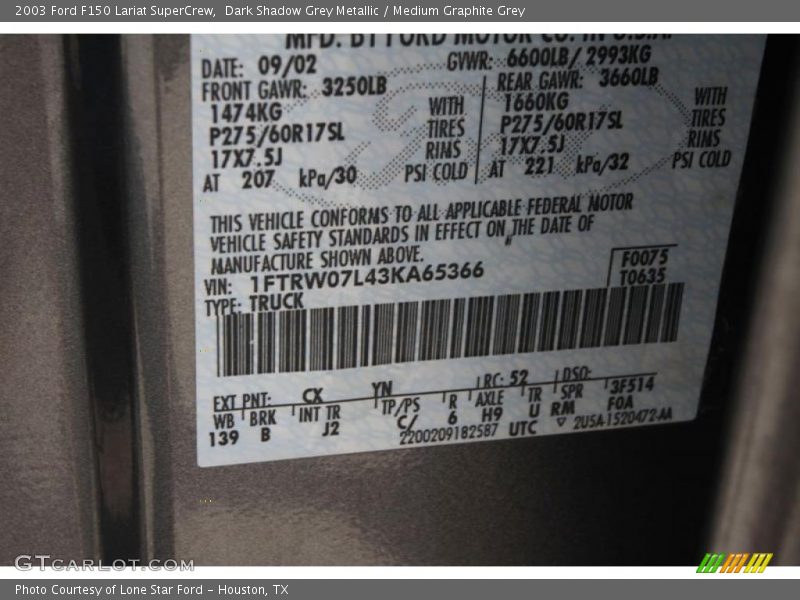 2003 Ford F150 Lariat SuperCrew,  Dark Shadow Grey Metallic / Medium Graphite Grey
MFD. BY FORD MOTOR CO. IN U.S.A.
DATE: 09/02 GVWR: 6600LB/ 2993KG
FRONT GAWR: 3250LB REAR GAWR: 3660LB
1474KG WITH 1660KG WITH
P275/60R17SL TIRES P275/60R17SL TIRES
17X7.5J RIMS 17X7.5J RIMS
AT 207 kPa/30 PSI COLD AT 221 kPa/32 PSI COLD
THIS VEHICLE CONFORMS TO ALL APPLICABLE FEDERAL MOTOR
VEHICLE SAFETY STANDARDS IN EFFECT ON THE DATE OF
MANUFACTURE SHOWN ABOVE.
VIN: 1FTRW07L43KA65366 F0075
TYPE: TRUCK T0635
EXT PNT: CX YN RC: 52 DSO: 3F514
WB BRK INT TR TP/PS R AXLE TR SPR F0A
139 B J2 C/ 6 H9 U RM
2200209182587 UTC ▽ 2U5A-1520472-AA
GTCARLOT.COM
Photo Courtesy of Lone Star Ford - Houston, TX